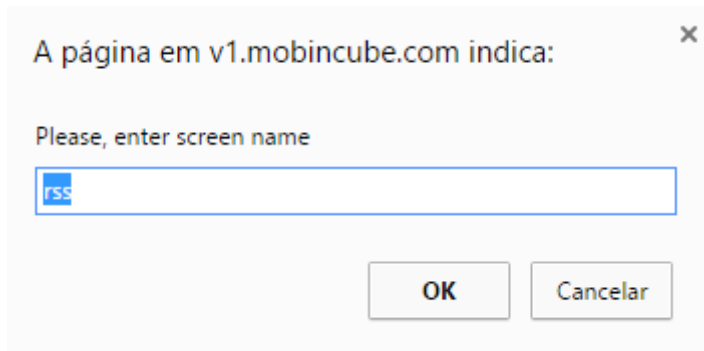 A página em v1.mobincube.com indica:
Please, enter screen name
rss
OK Cancelar